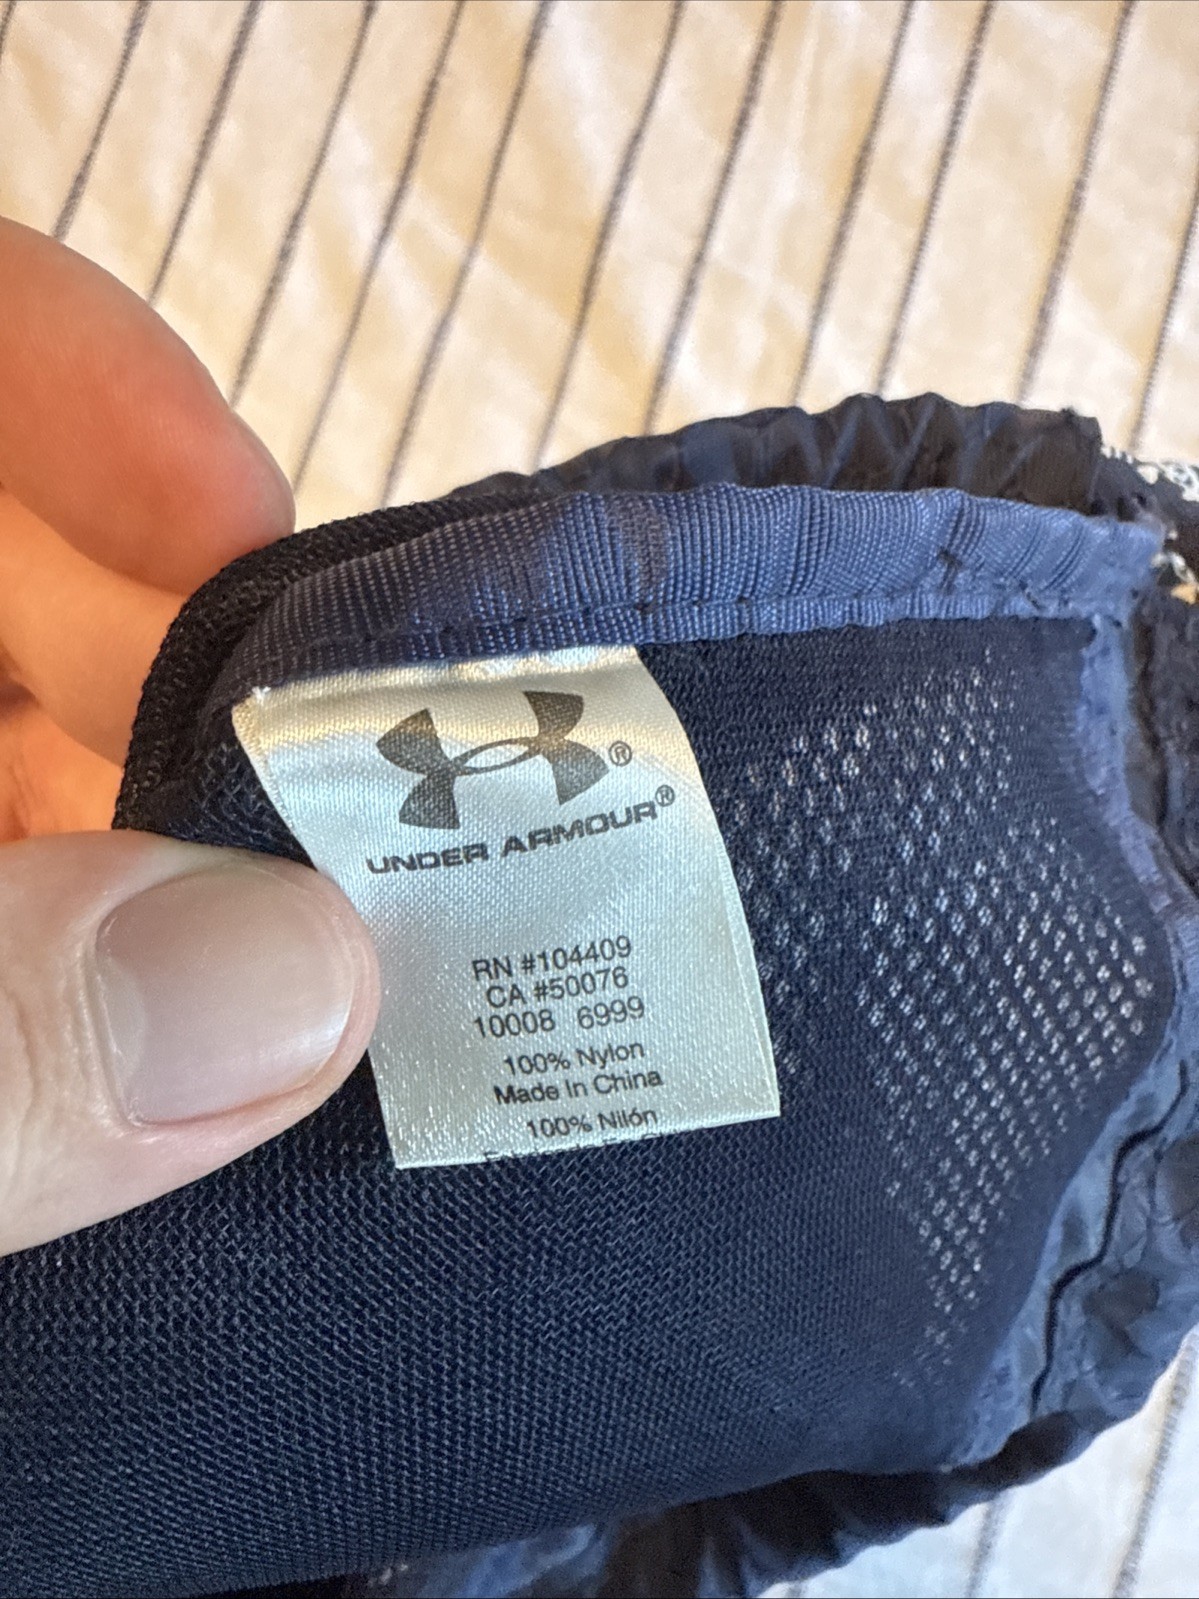 ®
UNDER ARMOUR®
RN #104409
CA #50076
10008 6999
100% Nylon
Made In China
100% Nilón